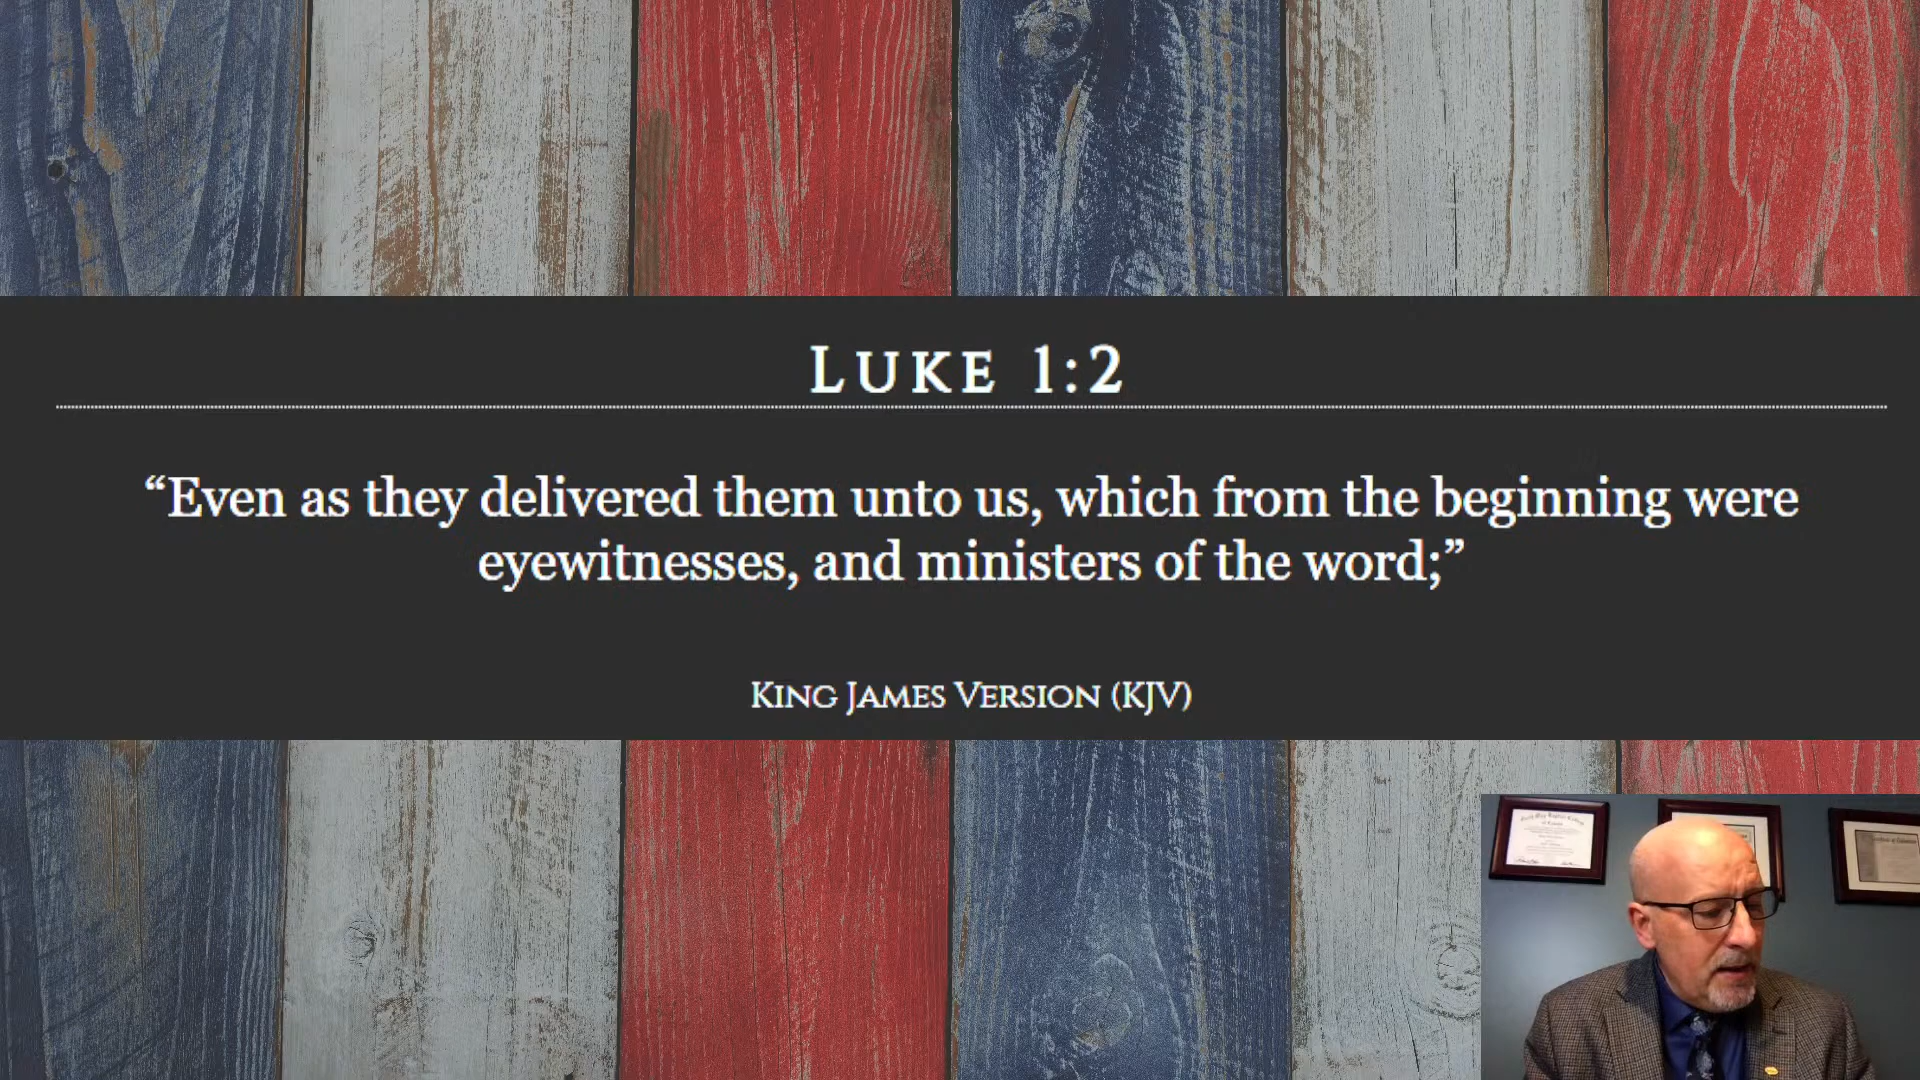 Luke 1:2
“Even as they delivered them unto us, which from the beginning were
eyewitnesses, and ministers of the word;”
King James Version (KJV)